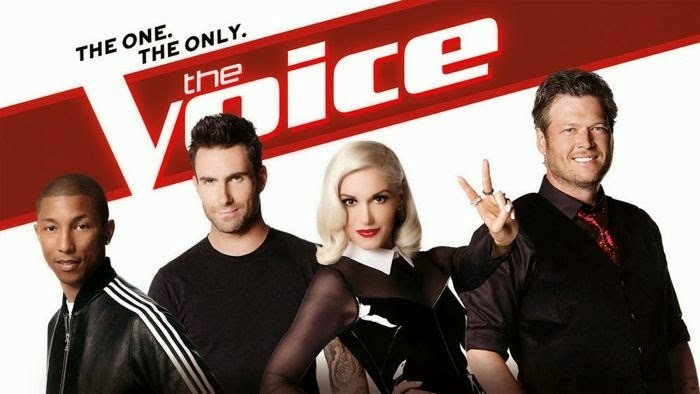 THE ONE.
THE ONLY.
the
Voice